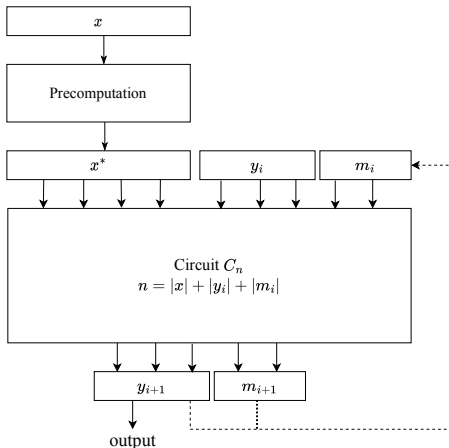 x
Precomputation
x* y_i m_i
Circuit C_n
n = |x| + |y_i| + |m_i|
y_{i+1} m_{i+1}
output